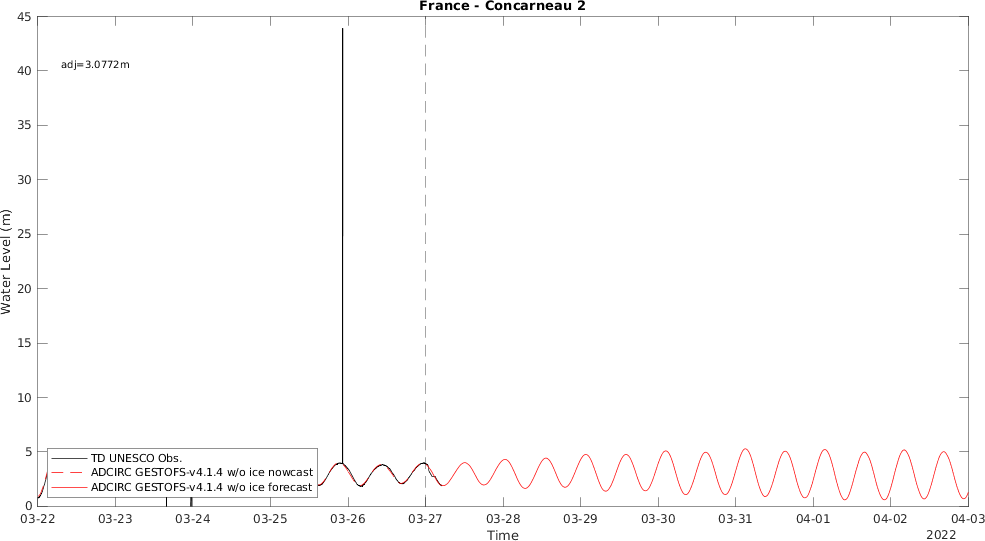 France - Concarneau 2
adj=3.0772m
Water Level (m)
45
40
35
30
25
20
15
10
5
0
TD UNESCO Obs.
ADCIRC GESTOFS-v4.1.4 w/o ice nowcast
ADCIRC GESTOFS-v4.1.4 w/o ice forecast
03-22 03-23 03-24 03-25 03-26 03-27 03-28 03-29 03-30 03-31 04-01 04-02 04-03
Time
2022